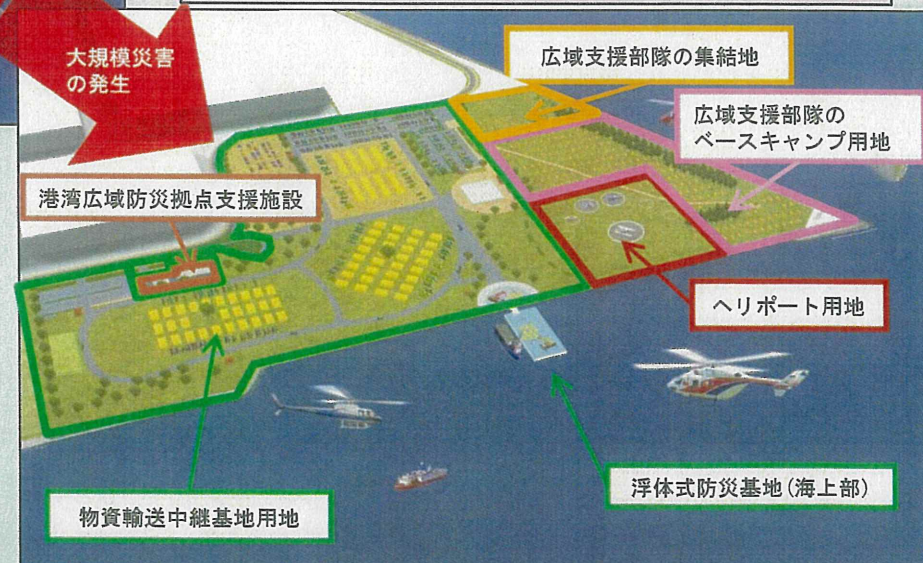 大規模災害
の発生
広域支援部隊の集結地
広域支援部隊の
ベースキャンプ用地
港湾広域防災拠点支援施設
ヘリポート用地
浮体式防災基地(海上部)
物資輸送中継基地用地